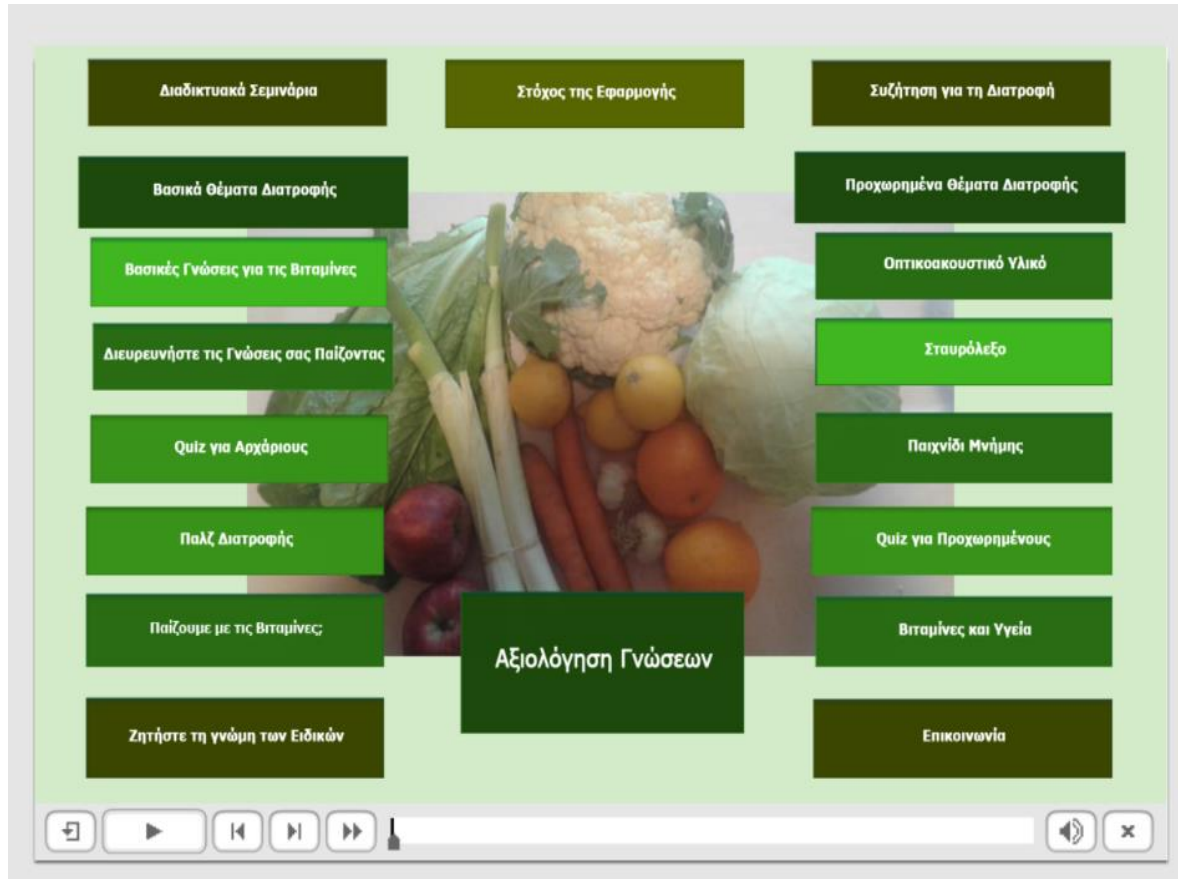 Διαδικτυακά Σεμινάρια
Στόχος της Εφαρμογής
Συζήτηση για τη Διατροφή
Βασικά Θέματα Διατροφής
Προχωρημένα Θέματα Διατροφής
Βασικές Γνώσεις για τις Βιταμίνες
Οπτικοακουστικό Υλικό
Διευρευνήστε τις Γνώσεις σας Παίζοντας
Σταυρόλεξο
Quiz για Αρχάριους
Παιχνίδι Μνήμης
Παλζ Διατροφής
Quiz για Προχωρημένους
Παίζουμε με τις Βιταμίνες;
Βιταμίνες και Υγεία
Αξιολόγηση Γνώσεων
Ζητήστε τη γνώμη των Ειδικών
Επικοινωνία